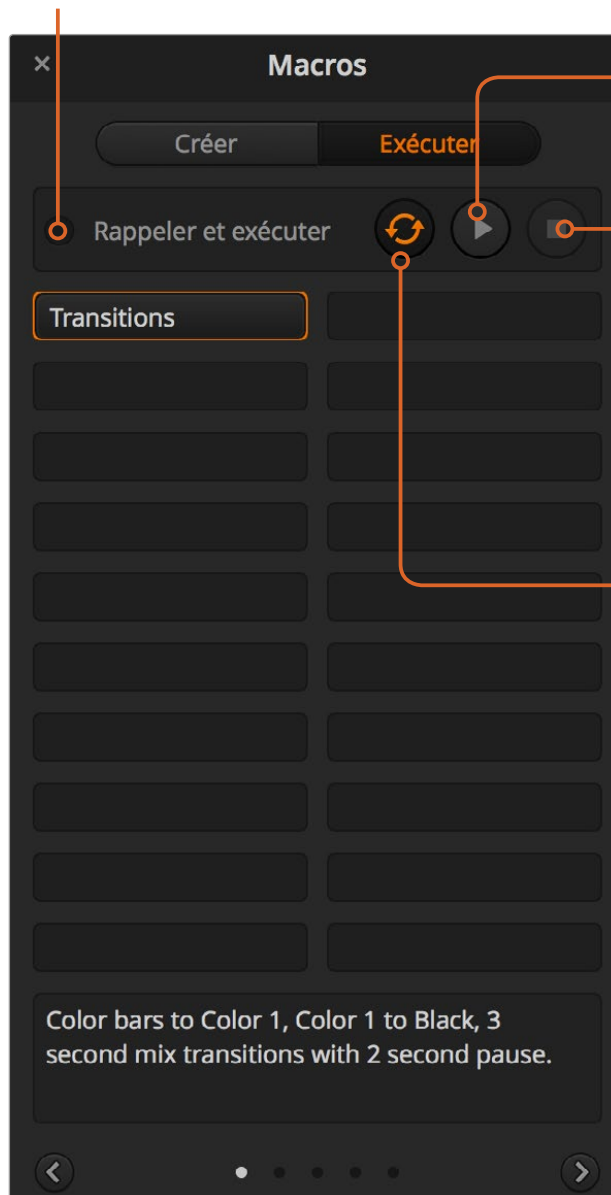 Macros
Créer Exécuter
Rappeler et exécuter
Transitions
Color bars to Color 1, Color 1 to Black, 3
second mix transitions with 2 second pause.